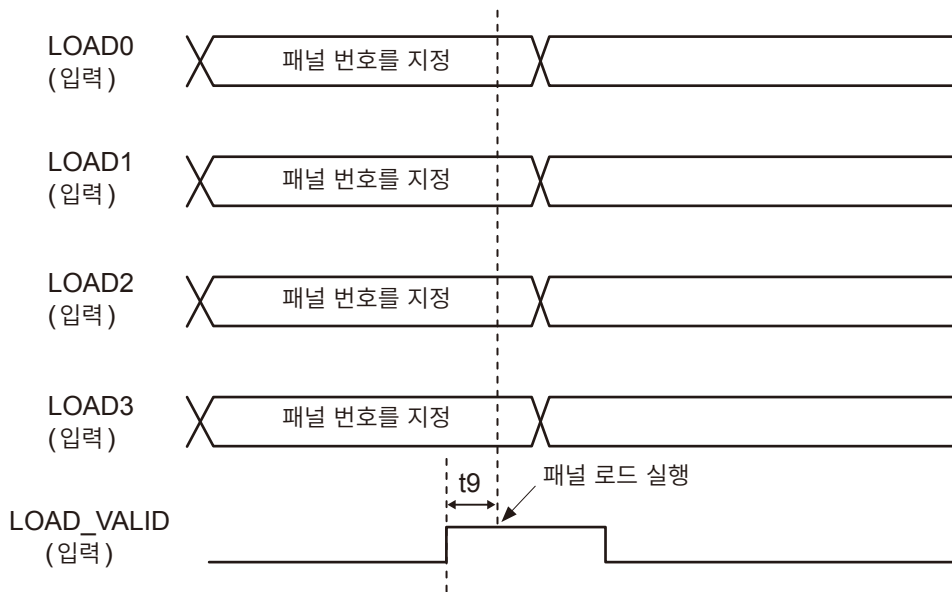 LOAD0
(입력)
패널 번호를 지정
LOAD1
(입력)
패널 번호를 지정
LOAD2
(입력)
패널 번호를 지정
LOAD3
(입력)
패널 번호를 지정
t9
패널 로드 실행
LOAD_VALID
(입력)